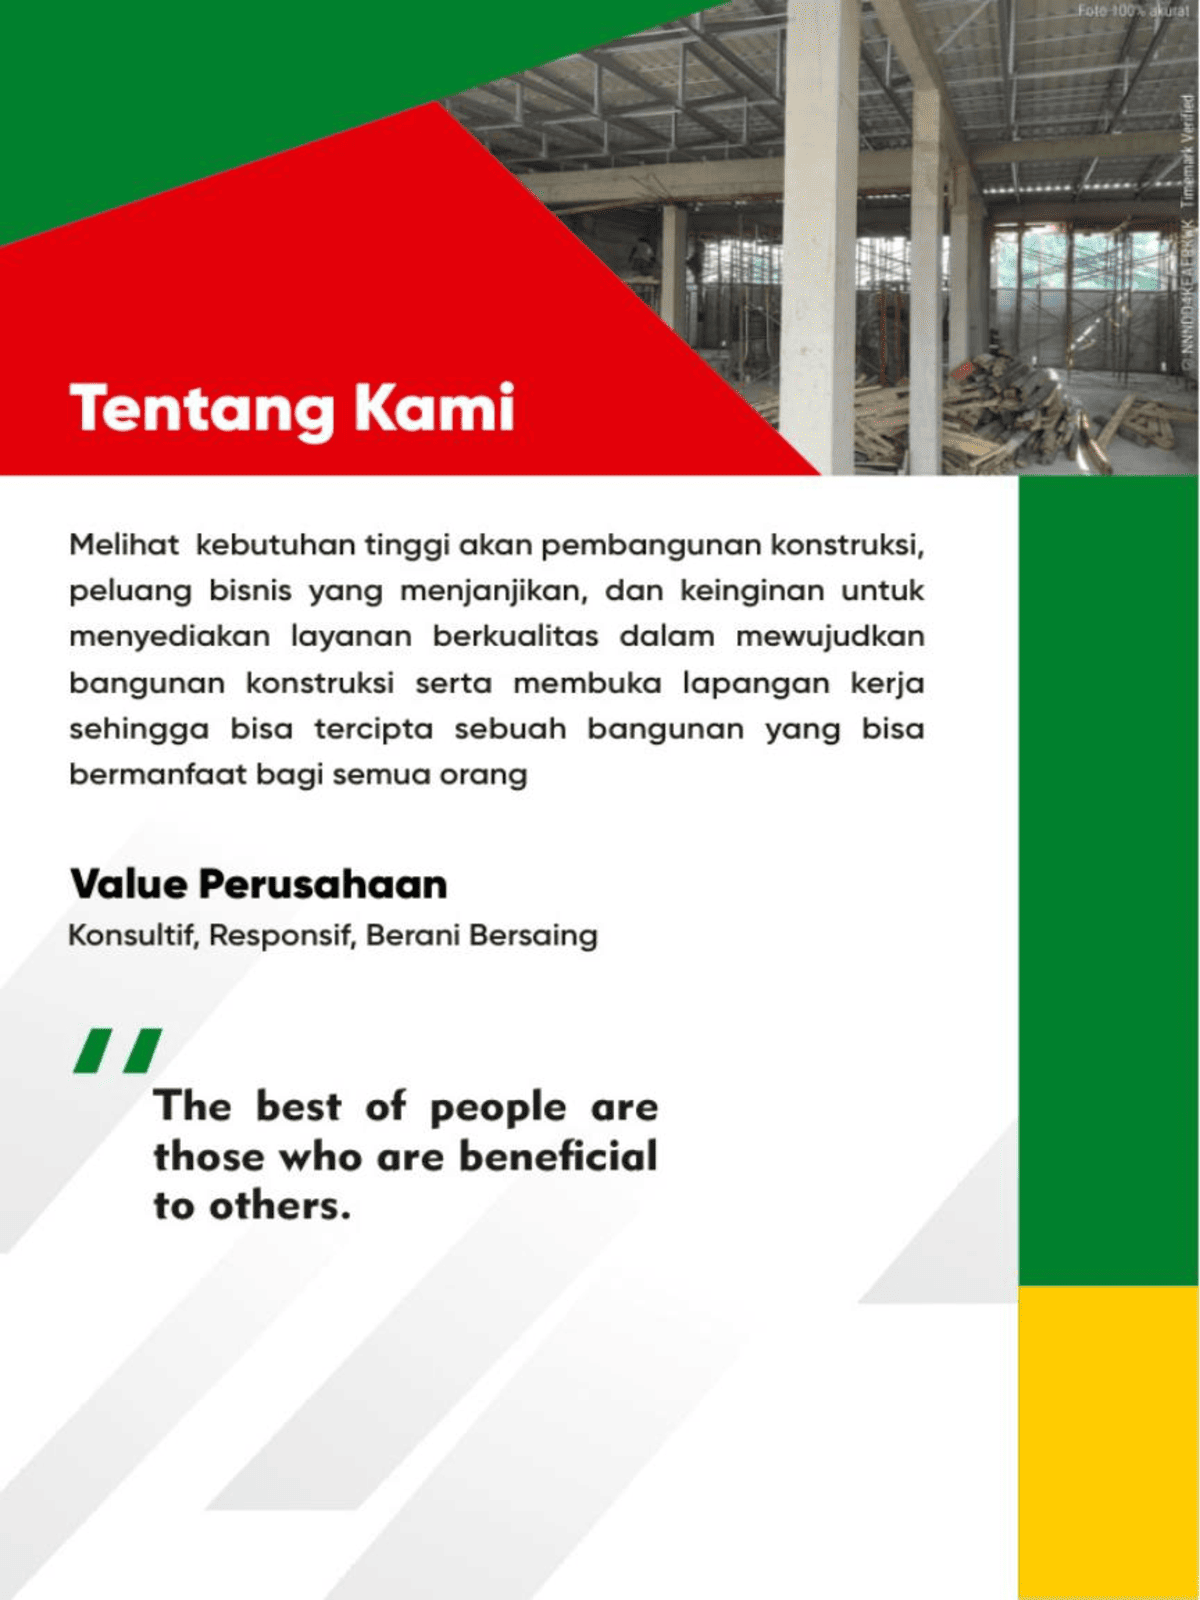 Foto 100% akurat
Timemark Verified
Tentang Kami
Melihat kebutuhan tinggi akan pembangunan konstruksi,
peluang bisnis yang menjanjikan, dan keinginan untuk
menyediakan layanan berkualitas dalam mewujudkan
bangunan konstruksi serta membuka lapangan kerja
sehingga bisa tercipta sebuah bangunan yang bisa
bermanfaat bagi semua orang
Value Perusahaan
Konsultif, Responsif, Berani Bersaing
"
The best of people are
those who are beneficial
to others.